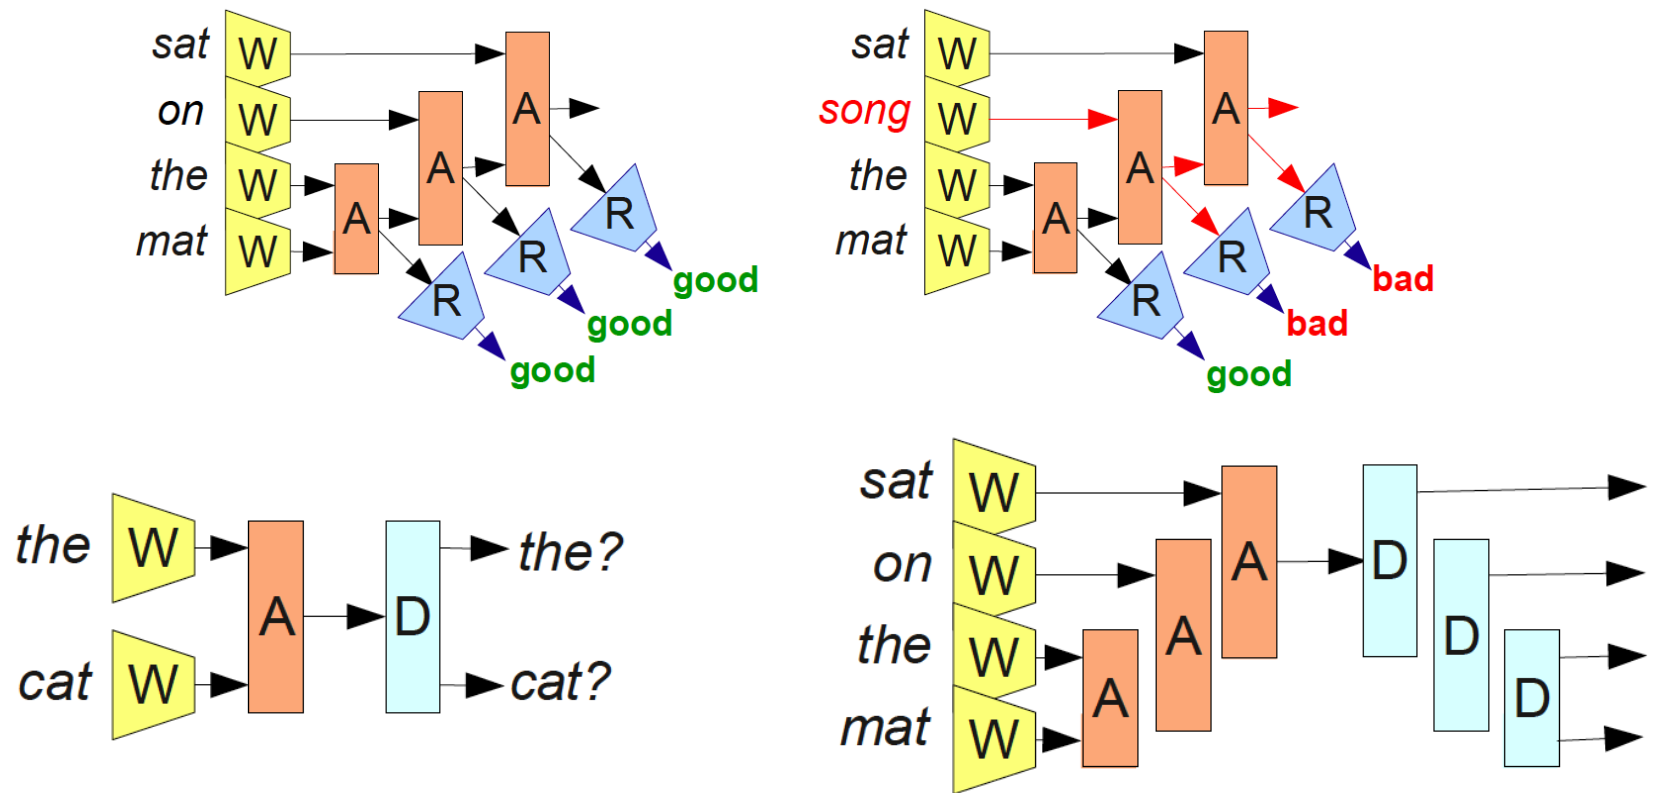 sat W A
on W A
the W A R
mat W R good
R good
good
sat W A
song W A
the W A R
mat W R bad
R bad
good
the W A D the?
cat W cat?
sat W A D
on W A D
the W A D
mat W